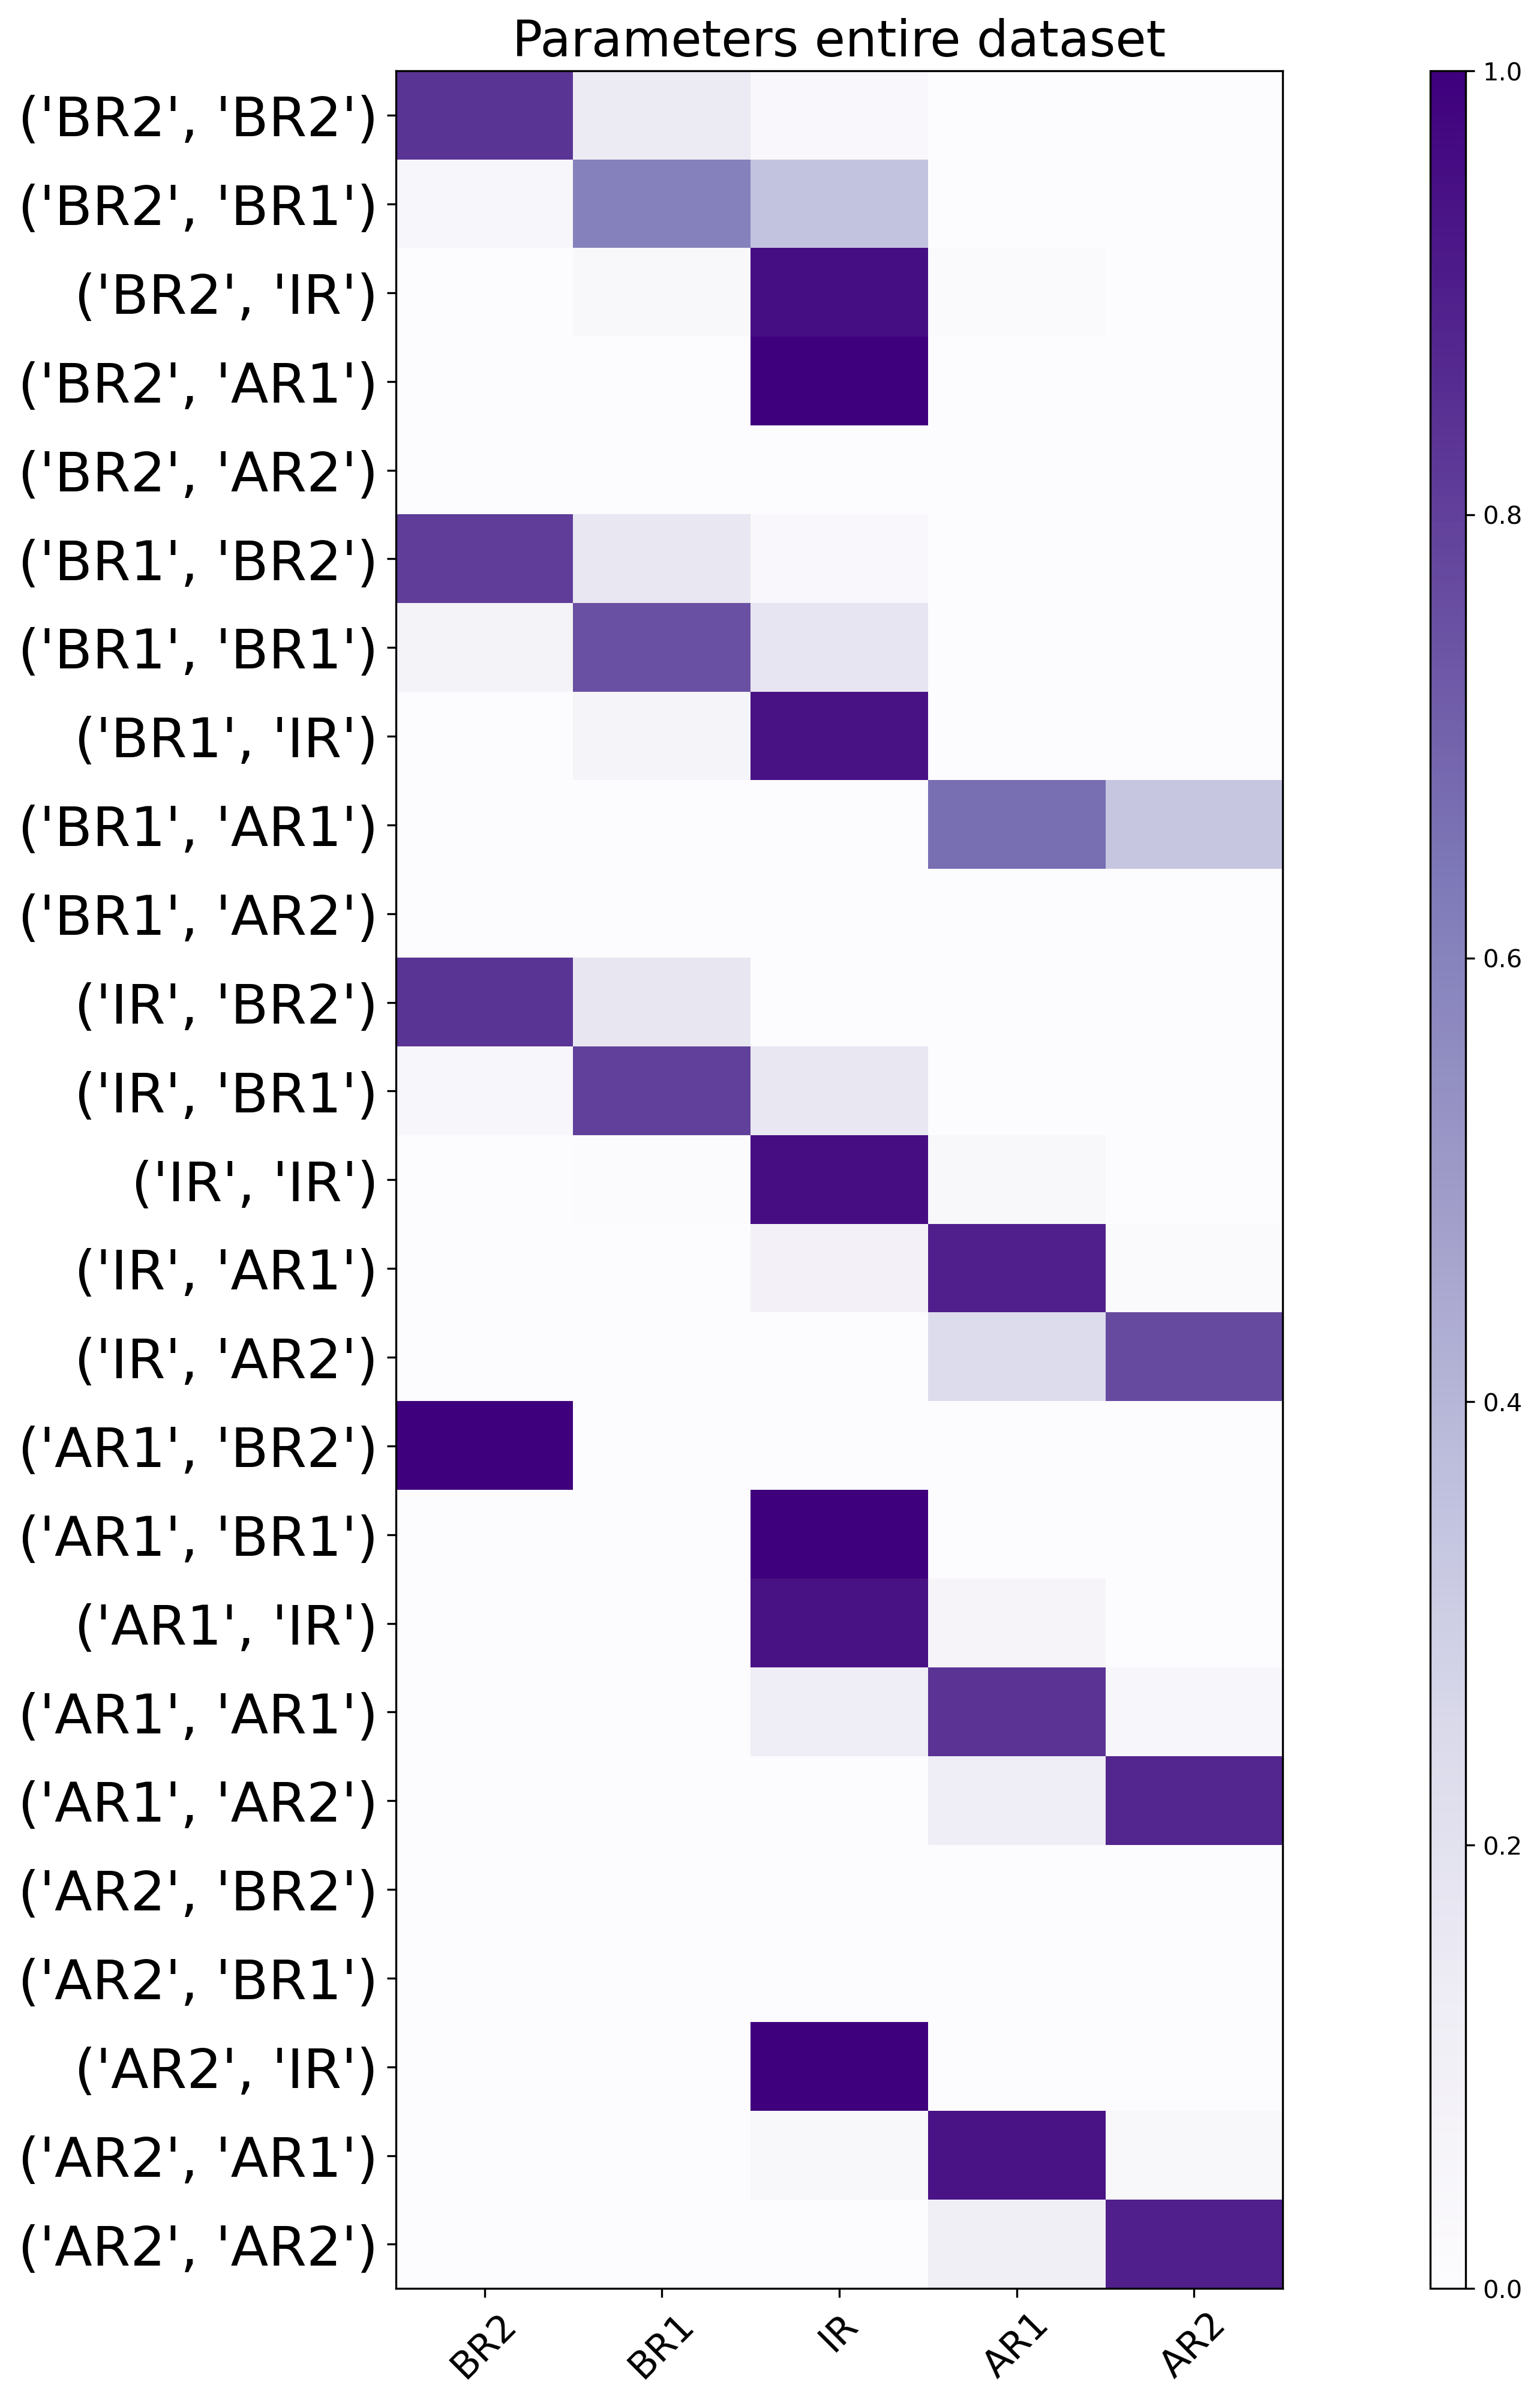 Parameters entire dataset
('BR2', 'BR2')
('BR2', 'BR1')
('BR2', 'IR')
('BR2', 'AR1')
('BR2', 'AR2')
('BR1', 'BR2')
('BR1', 'BR1')
('BR1', 'IR')
('BR1', 'AR1')
('BR1', 'AR2')
('IR', 'BR2')
('IR', 'BR1')
('IR', 'IR')
('IR', 'AR1')
('IR', 'AR2')
('AR1', 'BR2')
('AR1', 'BR1')
('AR1', 'IR')
('AR1', 'AR1')
('AR1', 'AR2')
('AR2', 'BR2')
('AR2', 'BR1')
('AR2', 'IR')
('AR2', 'AR1')
('AR2', 'AR2')
BR2
BR1
IR
AR1
AR2
1.0
0.8
0.6
0.4
0.2
0.0